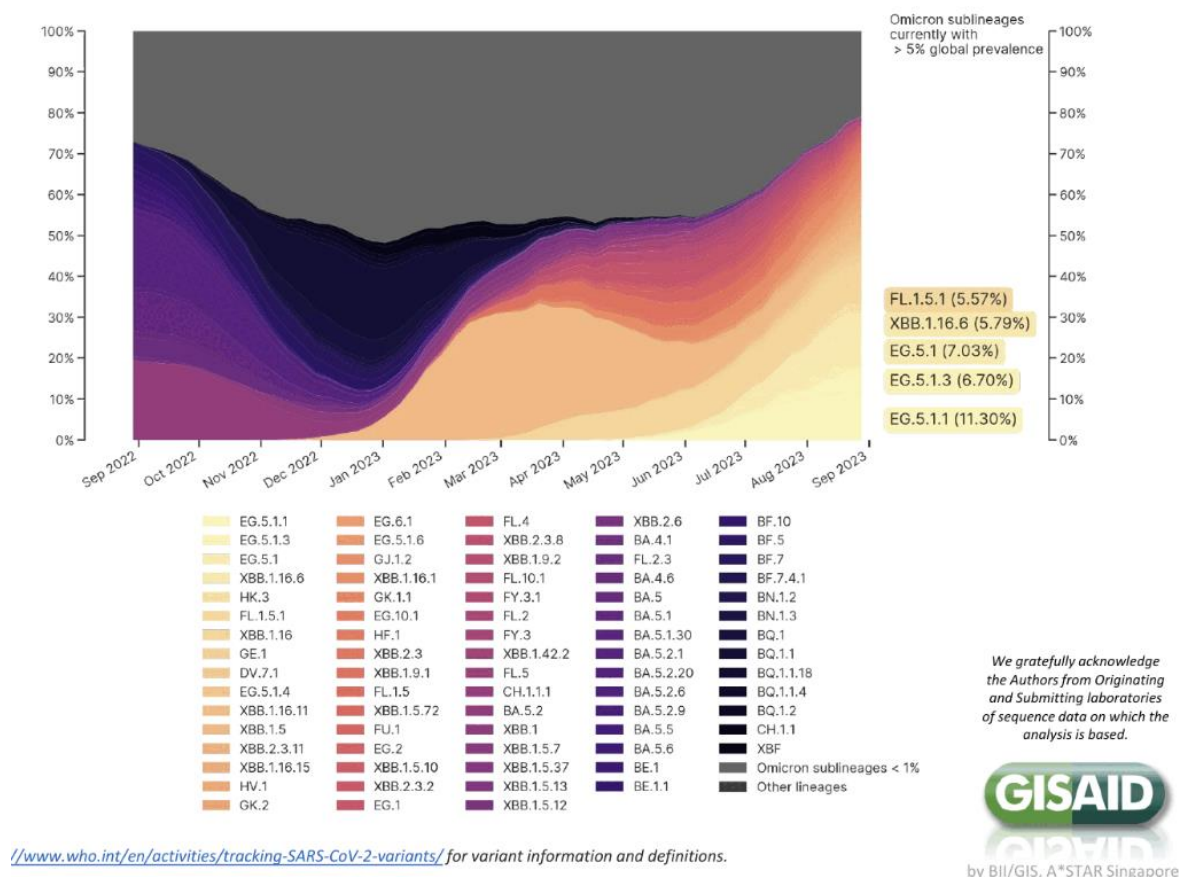 Omicron sublineages
currently with
> 5% global prevalence
100%
90%
80%
70%
60%
50%
40%
30%
20%
10%
0%
100%
90%
80%
70%
60%
50%
40%
30%
20%
10%
0%
FL.1.5.1 (5.57%)
XBB.1.16.6 (5.79%)
EG.5.1 (7.03%)
EG.5.1.3 (6.70%)
EG.5.1.1 (11.30%)
Sep 2022
Oct 2022
Nov 2022
Dec 2022
Jan 2023
Feb 2023
Mar 2023
Apr 2023
May 2023
Jun 2023
Jul 2023
Aug 2023
Sep 2023
EG.5.1.1
EG.5.1.3
EG.5.1
XBB.1.16.6
HK.3
FL.1.5.1
XBB.1.16
GE.1
DV.7.1
EG.5.1.4
XBB.1.16.11
XBB.1.5
XBB.2.3.11
XBB.1.16.15
HV.1
GK.2
EG.6.1
EG.5.1.6
GJ.1.2
XBB.1.16.1
GK.1.1
EG.10.1
HF.1
XBB.2.3
XBB.1.9.1
FL.1.5
XBB.1.5.72
FU.1
EG.2
XBB.1.5.10
XBB.2.3.2
EG.1
FL.4
XBB.2.3.8
XBB.1.9.2
FL.10.1
FY.3.1
FL.2
FY.3
XBB.1.42.2
FL.5
CH.1.1.1
BA.5.2
XBB.1
XBB.1.5.7
XBB.1.5.37
XBB.1.5.13
XBB.1.5.12
XBB.2.6
BA.4.1
FL.2.3
BA.4.6
BA.5
BA.5.1
BA.5.1.30
BA.5.2.1
BA.5.2.20
BA.5.2.6
BA.5.2.9
BA.5.5
BA.5.6
BE.1
BE.1.1
BF.10
BF.5
BF.7
BF.7.4.1
BN.1.2
BN.1.3
BQ.1
BQ.1.1
BQ.1.1.18
BQ.1.1.4
BQ.1.2
CH.1.1
XBF
Omicron sublineages < 1%
Other lineages
We gratefully acknowledge
the Authors from Originating
and Submitting laboratories
of sequence data on which the
analysis is based.
GISAID
//www.who.int/en/activities/tracking-SARS-CoV-2-variants/ for variant information and definitions.
by BII/GIS, A*STAR Singapore